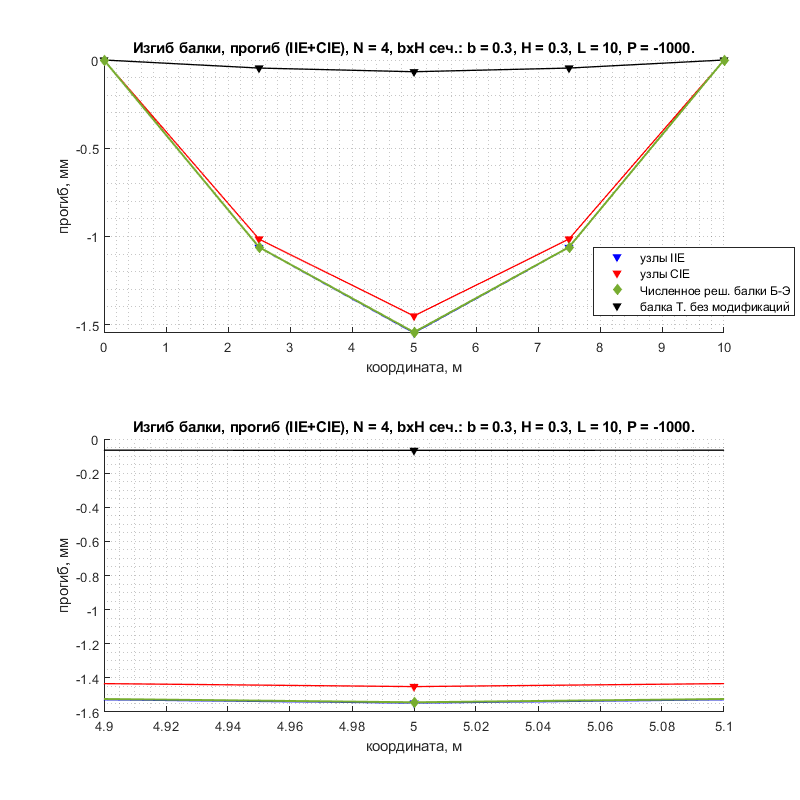 Изгиб балки, прогиб (IIE+CIE), N = 4, bxH сеч.: b = 0.3, H = 0.3, L = 10, P = -1000.
0
-0.5
-1
-1.5
прогиб, мм
узлы IIE
узлы CIE
Численное реш. балки Б-Э
балка Т. без модификаций
0 1 2 3 4 5 6 7 8 9 10
координата, м
Изгиб балки, прогиб (IIE+CIE), N = 4, bxH сеч.: b = 0.3, H = 0.3, L = 10, P = -1000.
0
-0.2
-0.4
-0.6
-0.8
-1
-1.2
-1.4
-1.6
прогиб, мм
4.9 4.92 4.94 4.96 4.98 5 5.02 5.04 5.06 5.08 5.1
координата, м